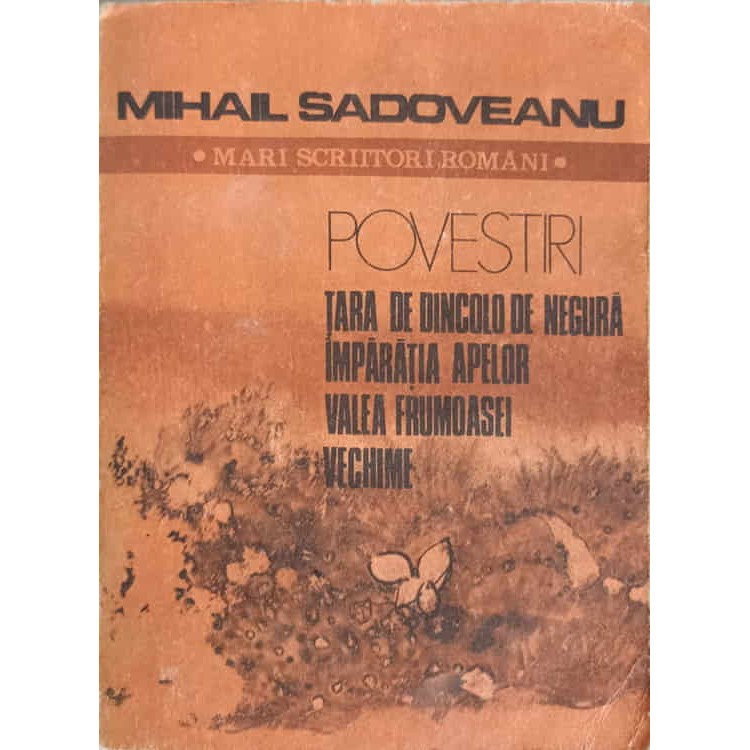 MIHAIL SADOVEANU
• MARI SCRIITORI ROMÂNI •
POVESTIRI
ȚARA DE DINCOLO DE NEGURĂ
ÎMPĂRĂȚIA APELOR
VALEA FRUMOASEI
VECHIME